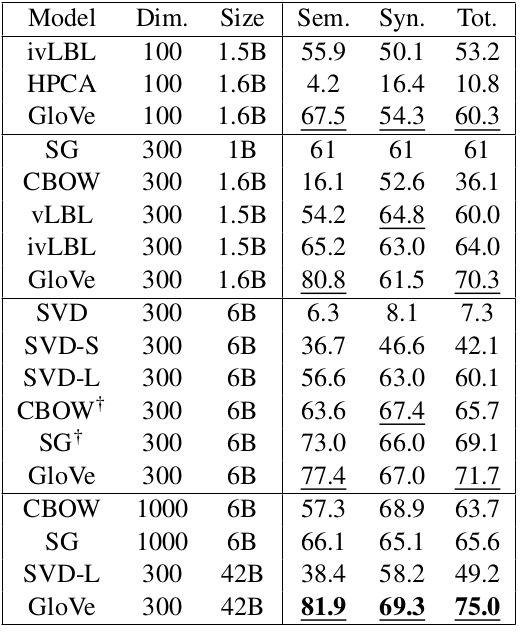 Model Dim. Size Sem. Syn. Tot.
ivLBL 100 1.5B 55.9 50.1 53.2
HPCA 100 1.6B 4.2 16.4 10.8
GloVe 100 1.6B 67.5 54.3 60.3
SG 300 1B 61 61 61
CBOW 300 1.6B 16.1 52.6 36.1
vLBL 300 1.5B 54.2 64.8 60.0
ivLBL 300 1.5B 65.2 63.0 64.0
GloVe 300 1.6B 80.8 61.5 70.3
SVD 300 6B 6.3 8.1 7.3
SVD-S 300 6B 36.7 46.6 42.1
SVD-L 300 6B 56.6 63.0 60.1
CBOW† 300 6B 63.6 67.4 65.7
SG† 300 6B 73.0 66.0 69.1
GloVe 300 6B 77.4 67.0 71.7
CBOW 1000 6B 57.3 68.9 63.7
SG 1000 6B 66.1 65.1 65.6
SVD-L 300 42B 38.4 58.2 49.2
GloVe 300 42B 81.9 69.3 75.0